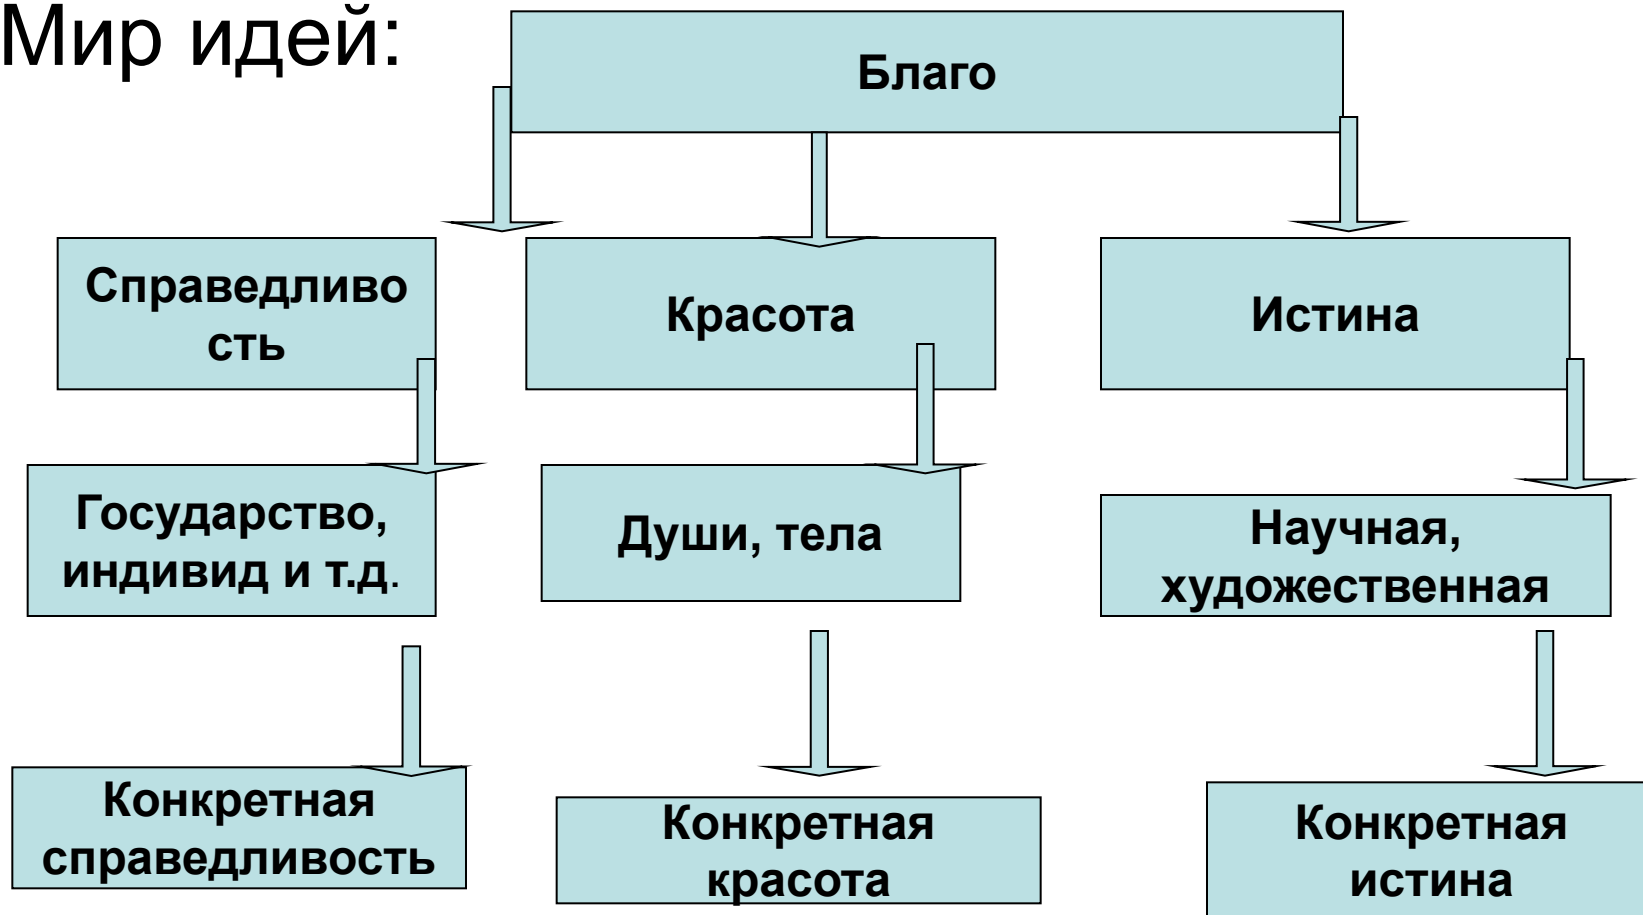 Мир идей:
Благо
Справедливо
сть
Красота
Истина
Государство,
индивид и т.д.
Души, тела
Научная,
художественная
Конкретная
справедливость
Конкретная
красота
Конкретная
истина